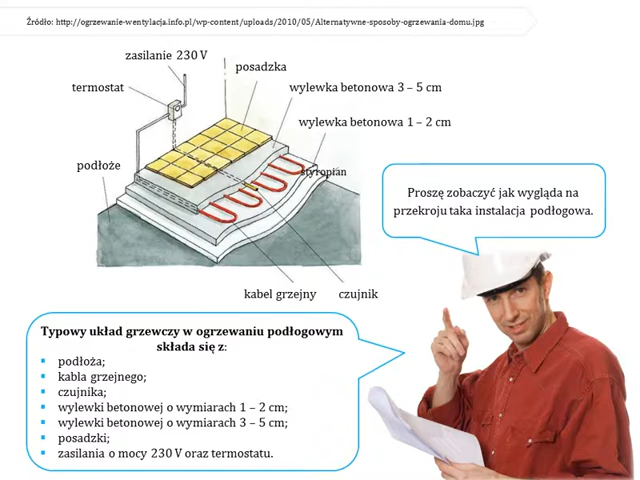 Źródło: http://ogrzewanie-wentylacja.info.pl/wp-content/uploads/2010/05/Alternatywne-sposoby-ogrzewania-domu.jpg
zasilanie 230 V
posadzka
termostat
wylewka betonowa 3 – 5 cm
wylewka betonowa 1 – 2 cm
podłoże
styropian
Proszę zobaczyć jak wygląda na
przekroju taka instalacja podłogowa.
kabel grzejny
czujnik
Typowy układ grzewczy w ogrzewaniu podłogowym
składa się z:
▪ podłoża;
▪ kabla grzejnego;
▪ czujnika;
▪ wylewki betonowej o wymiarach 1 – 2 cm;
▪ wylewki betonowej o wymiarach 3 – 5 cm;
▪ posadzki;
▪ zasilania o mocy 230 V oraz termostatu.